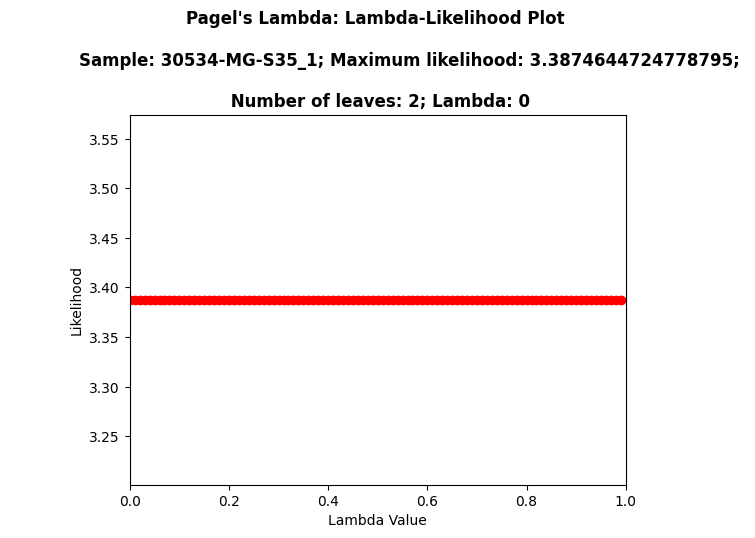 Pagel's Lambda: Lambda-Likelihood Plot
Sample: 30534-MG-S35_1; Maximum likelihood: 3.3874644724778795;
Number of leaves: 2; Lambda: 0
3.55
3.50
3.45
3.40
3.35
3.30
3.25
Likelihood
0.0 0.2 0.4 0.6 0.8 1.0
Lambda Value